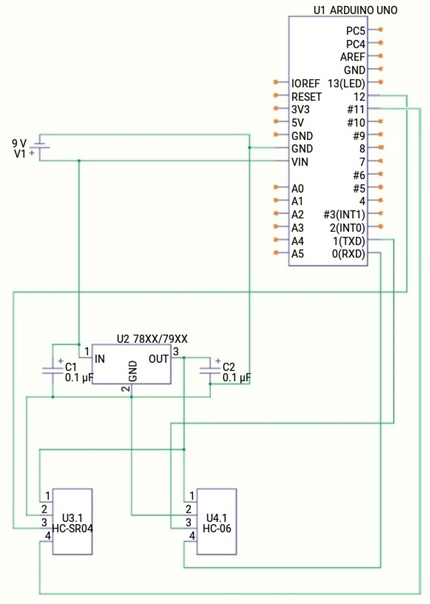 U1 ARDUINO UNO
PC5
PC4
AREF
GND
IOREF 13(LED)
RESET 12
3V3 #11
5V #10
GND #9
GND 8
VIN 7
#6
A0 #5
A1 4
A2 #3(INT1)
A3 2(INT0)
A4 1(TXD)
A5 0(RXD)
9 V
V1 +
U2 78XX/79XX
1 IN OUT 3
GND
2
+
C1
0.1 µF
+
C2
0.1 µF
1
2
3
4
U3.1
HC-SR04
1
2
3
4
U4.1
HC-06